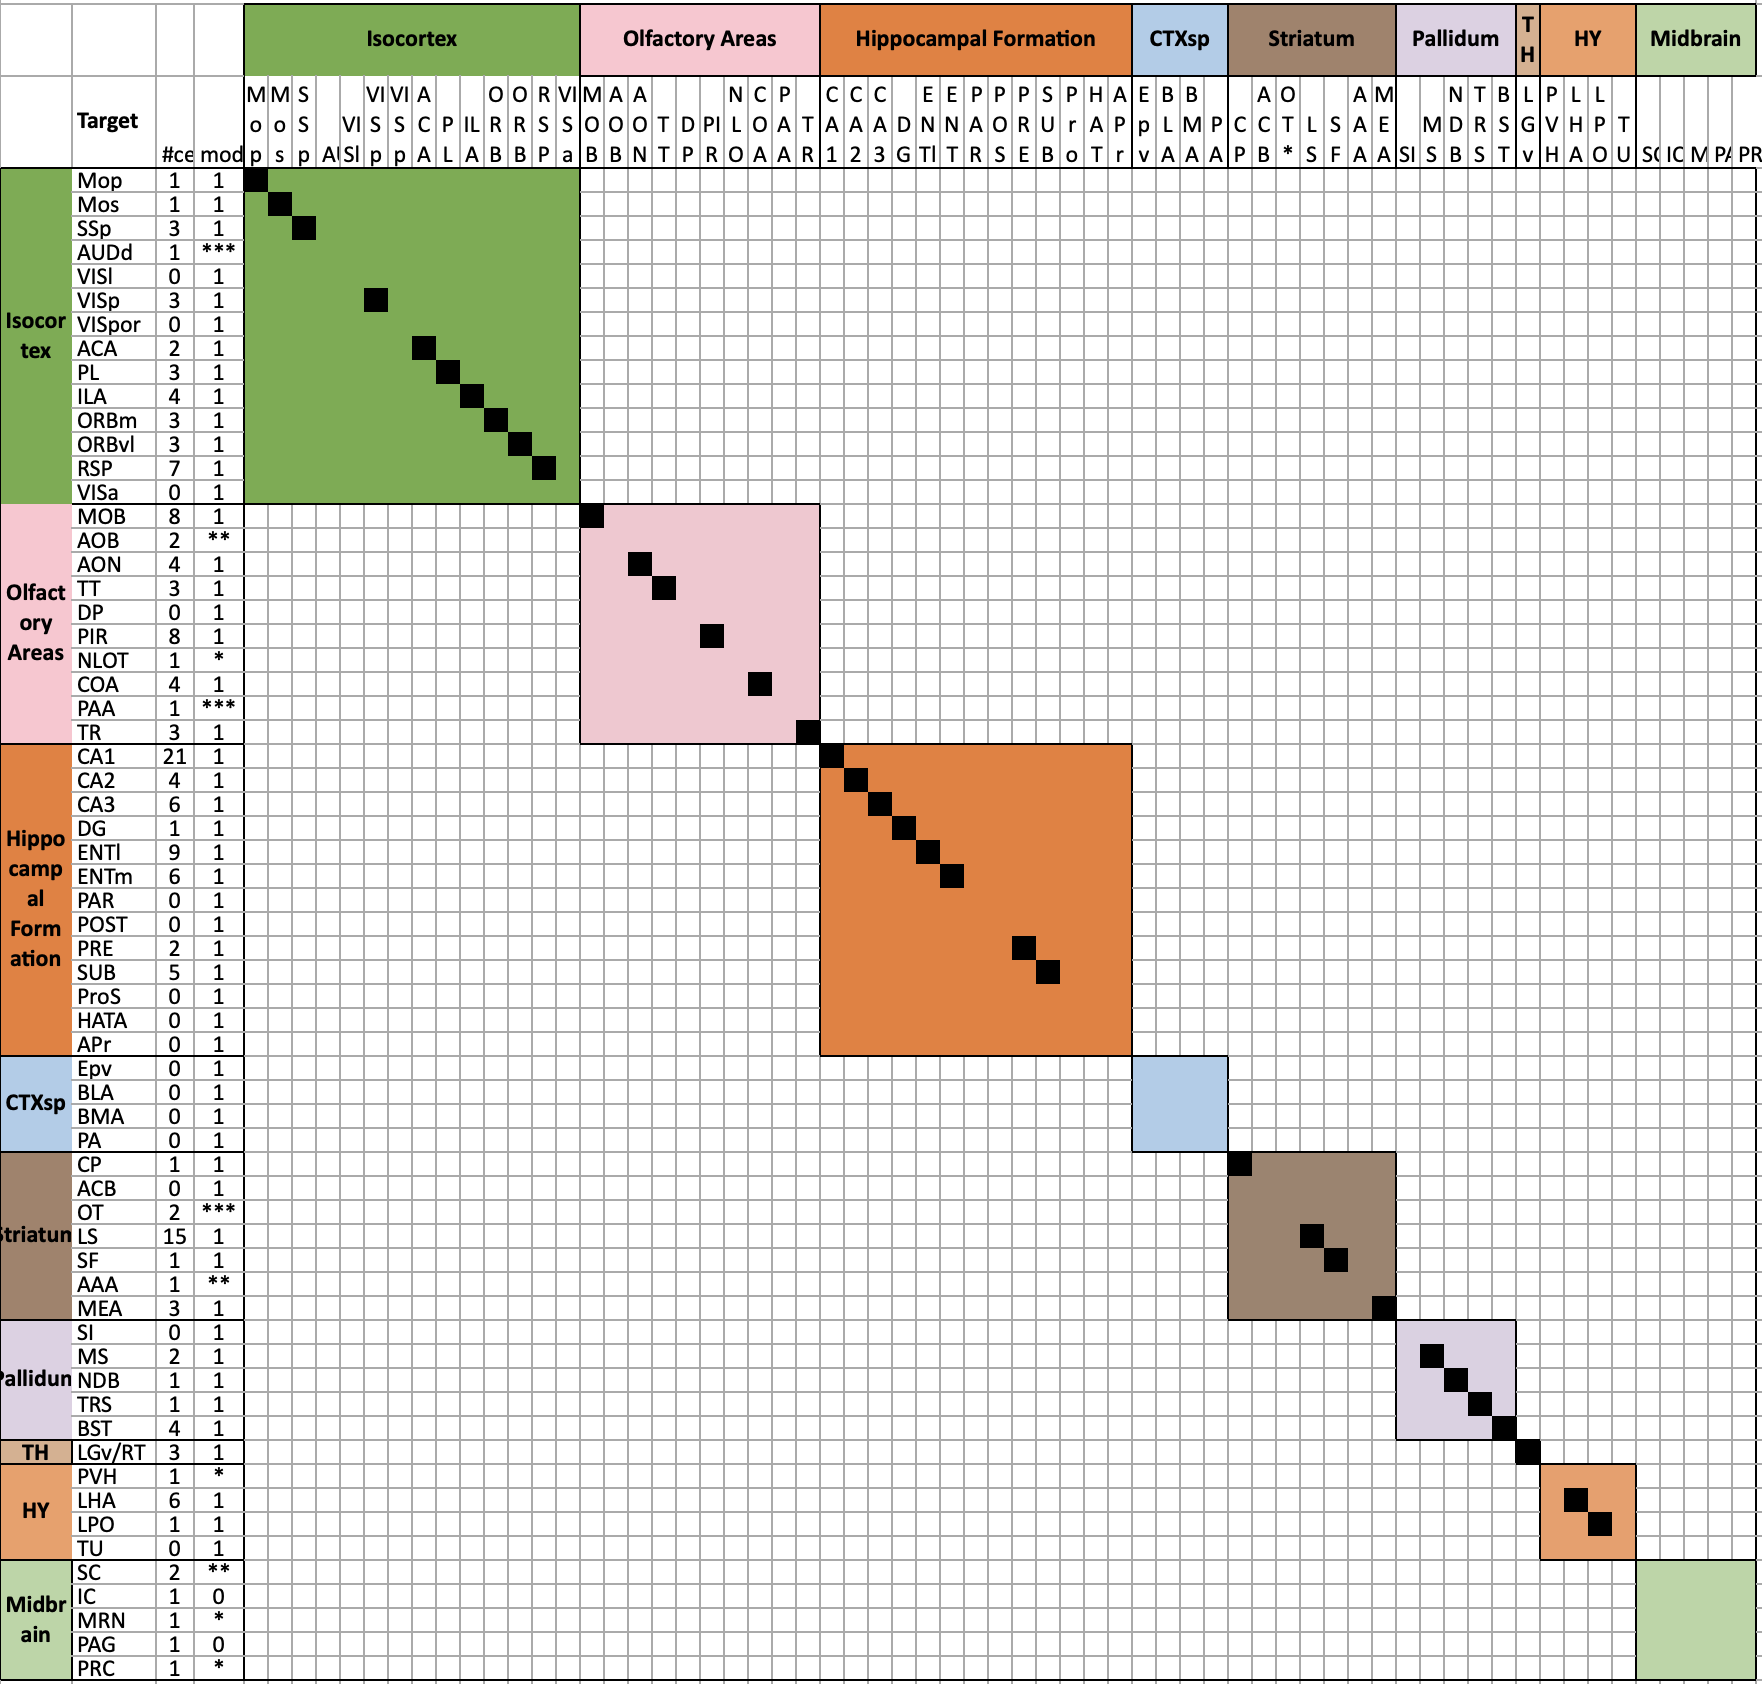 Isocortex Olfactory Areas Hippocampal Formation CTXsp Striatum Pallidum TH HY Midbrain
Target #ce mod Mop Mos SSp AU VISl VISp VISp ACA PL ILA ORB ORB RSP VISa MOB AOB AON TT DP PIR NLO COA PAA TR CA1 CA2 CA3 DG ENTl ENT PAR POS PRE SUB Pro HAT APr Epv BLA BMA PA CP ACB OT* LS SF AAA MEA SI MS NDB TRS BST LGv PVH LHA LPO TU SC IC M PA PR
Isocortex
Mop 1 1
Mos 1 1
SSp 3 1
AUDd 1 ***
VISl 0 1
VISp 3 1
VISpor 0 1
ACA 2 1
PL 3 1
ILA 4 1
ORBm 3 1
ORBvl 3 1
RSP 7 1
VISa 0 1
Olfactory Areas
MOB 8 1
AOB 2 **
AON 4 1
TT 3 1
DP 0 1
PIR 8 1
NLOT 1 *
COA 4 1
PAA 1 ***
TR 3 1
Hippocampal Formation
CA1 21 1
CA2 4 1
CA3 6 1
DG 1 1
ENTl 9 1
ENTm 6 1
PAR 0 1
POST 0 1
PRE 2 1
SUB 5 1
ProS 0 1
HATA 0 1
APr 0 1
CTXsp
Epv 0 1
BLA 0 1
BMA 0 1
PA 0 1
Striatum
CP 1 1
ACB 0 1
OT 2 ***
LS 15 1
SF 1 1
AAA 1 **
MEA 3 1
Pallidum
SI 0 1
MS 2 1
NDB 1 1
TRS 1 1
BST 4 1
TH
LGv/RT 3 1
HY
PVH 1 *
LHA 6 1
LPO 1 1
TU 0 1
Midbrain
SC 2 **
IC 1 0
MRN 1 *
PAG 1 0
PRC 1 *